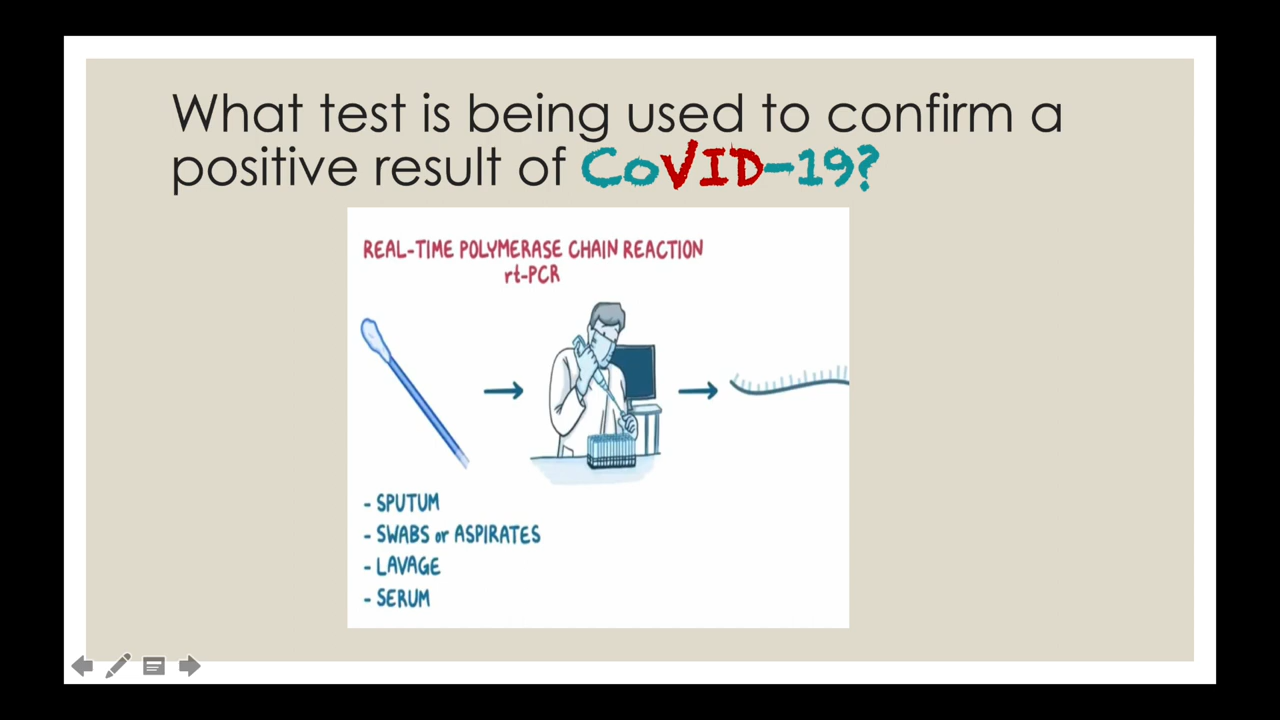 What test is being used to confirm a
positive result of CoVID-19?
REAL-TIME POLYMERASE CHAIN REACTION
rt-PCR
- SPUTUM
- SWABS or ASPIRATES
- LAVAGE
- SERUM